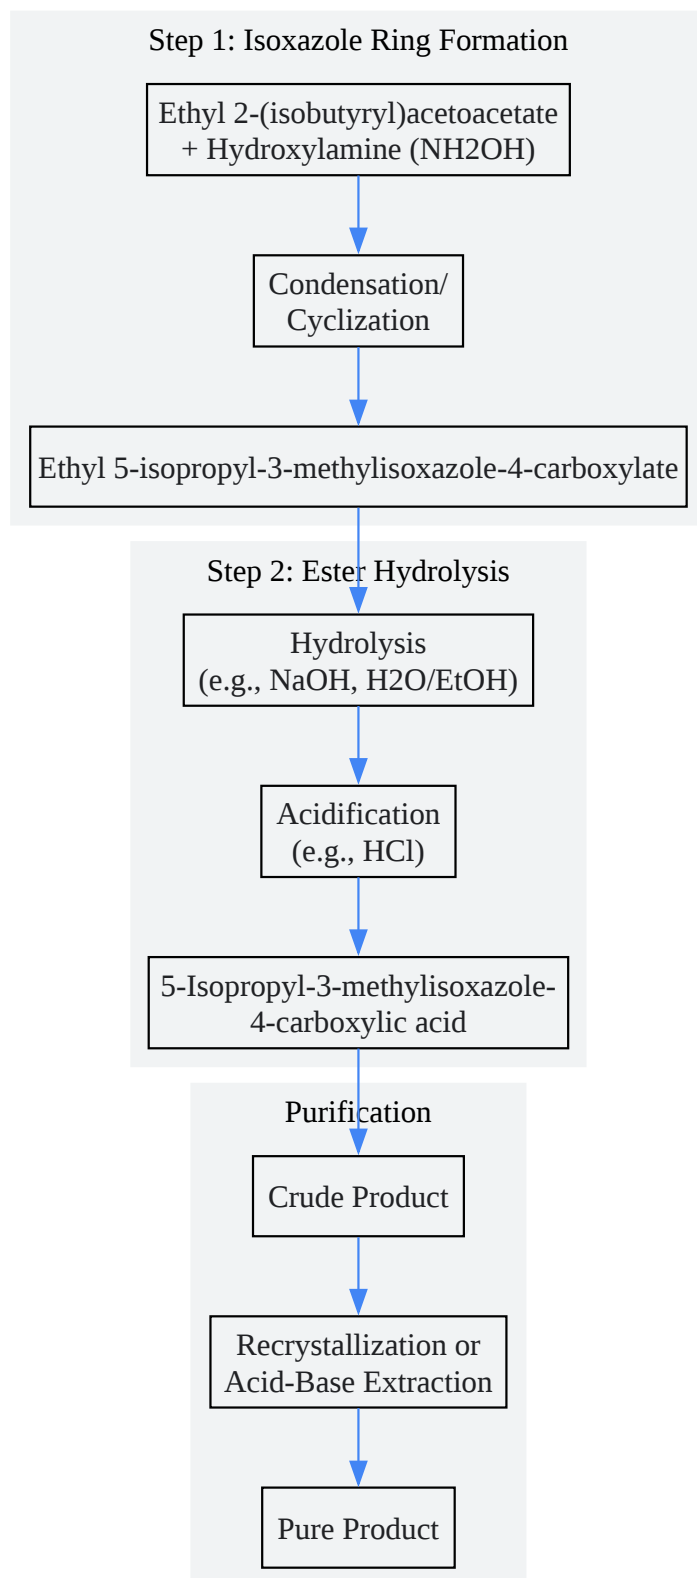 Step 1: Isoxazole Ring Formation
Ethyl 2-(isobutyryl)acetoacetate
+ Hydroxylamine (NH2OH)
Condensation/
Cyclization
Ethyl 5-isopropyl-3-methylisoxazole-4-carboxylate
Step 2: Ester Hydrolysis
Hydrolysis
(e.g., NaOH, H2O/EtOH)
Acidification
(e.g., HCl)
5-Isopropyl-3-methylisoxazole-
4-carboxylic acid
Purification
Crude Product
Recrystallization or
Acid-Base Extraction
Pure Product